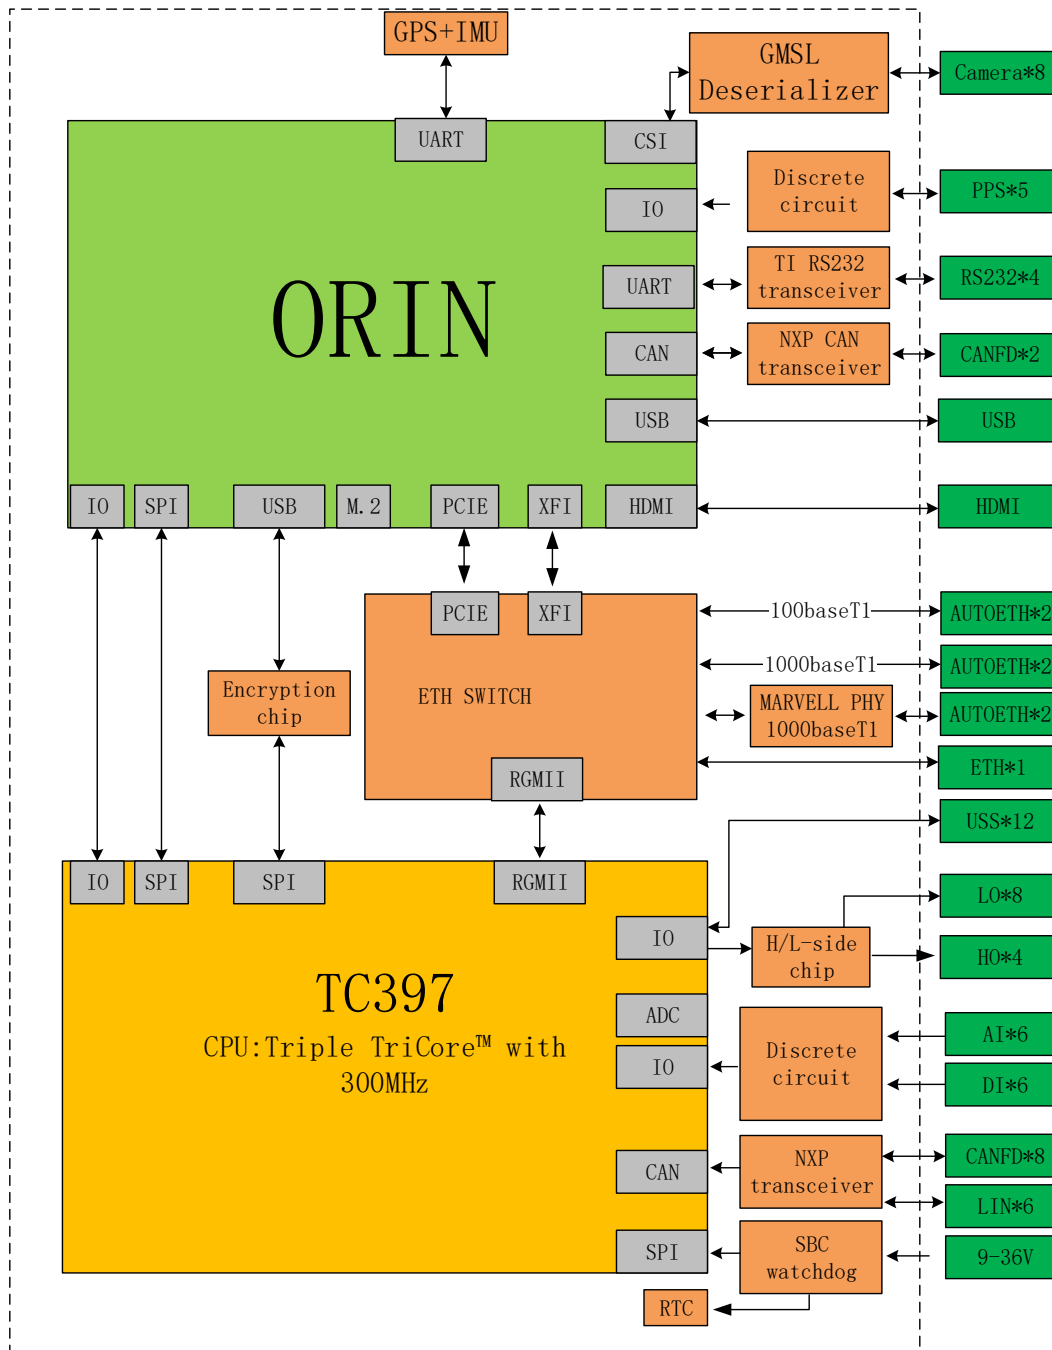 GPS+IMU
GMSL
Deserializer
Camera*8
UART
CSI
Discrete
circuit
PPS*5
IO
ORIN
UART
TI RS232
transceiver
RS232*4
CAN
NXP CAN
transceiver
CANFD*2
USB
USB
IO
SPI
USB
M.2
PCIE
XFI
HDMI
HDMI
PCIE
XFI
100baseT1
AUTOETH*2
1000baseT1
AUTOETH*2
Encryption
chip
ETH SWITCH
MARVELL PHY
1000baseT1
AUTOETH*2
RGMII
ETH*1
USS*12
IO
SPI
SPI
RGMII
LO*8
IO
H/L-side
chip
HO*4
TC397
CPU:Triple TriCore™ with
300MHz
ADC
IO
Discrete
circuit
AI*6
DI*6
CAN
NXP
transceiver
CANFD*8
LIN*6
SPI
SBC
watchdog
9-36V
RTC